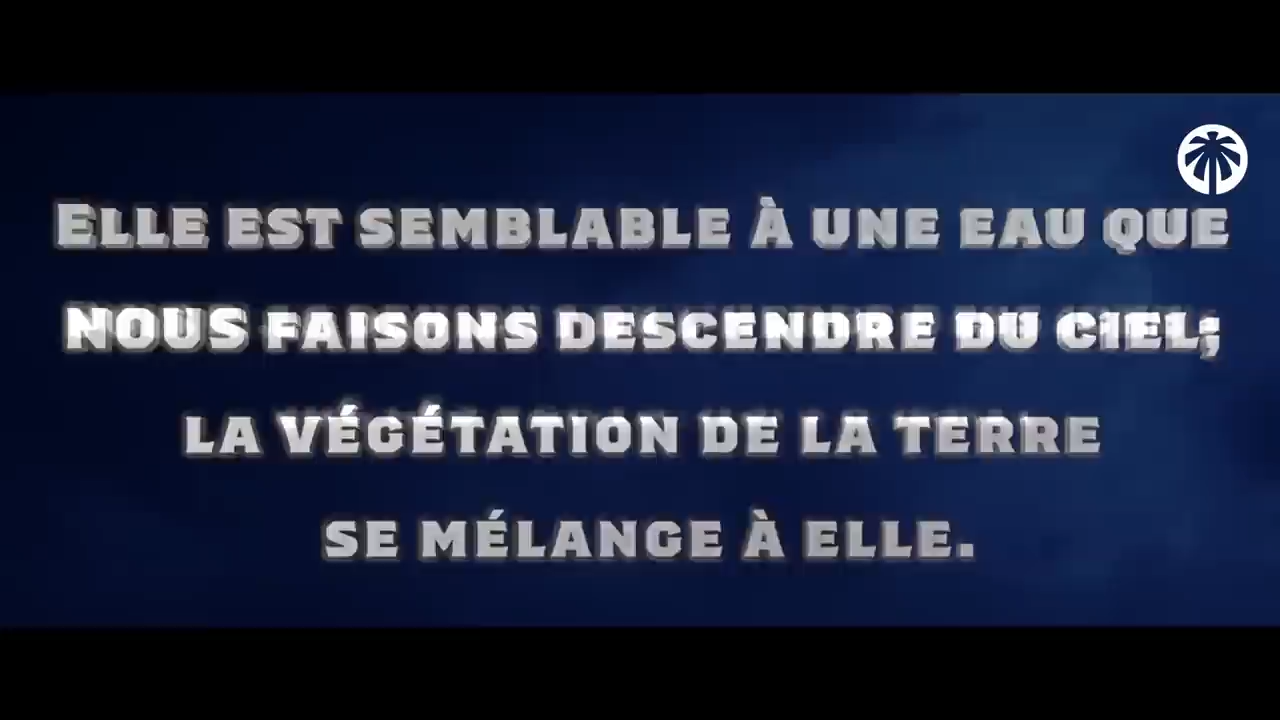 Elle est semblable à une eau que
nous faisons descendre du ciel;
la végétation de la terre
se mélange à elle.